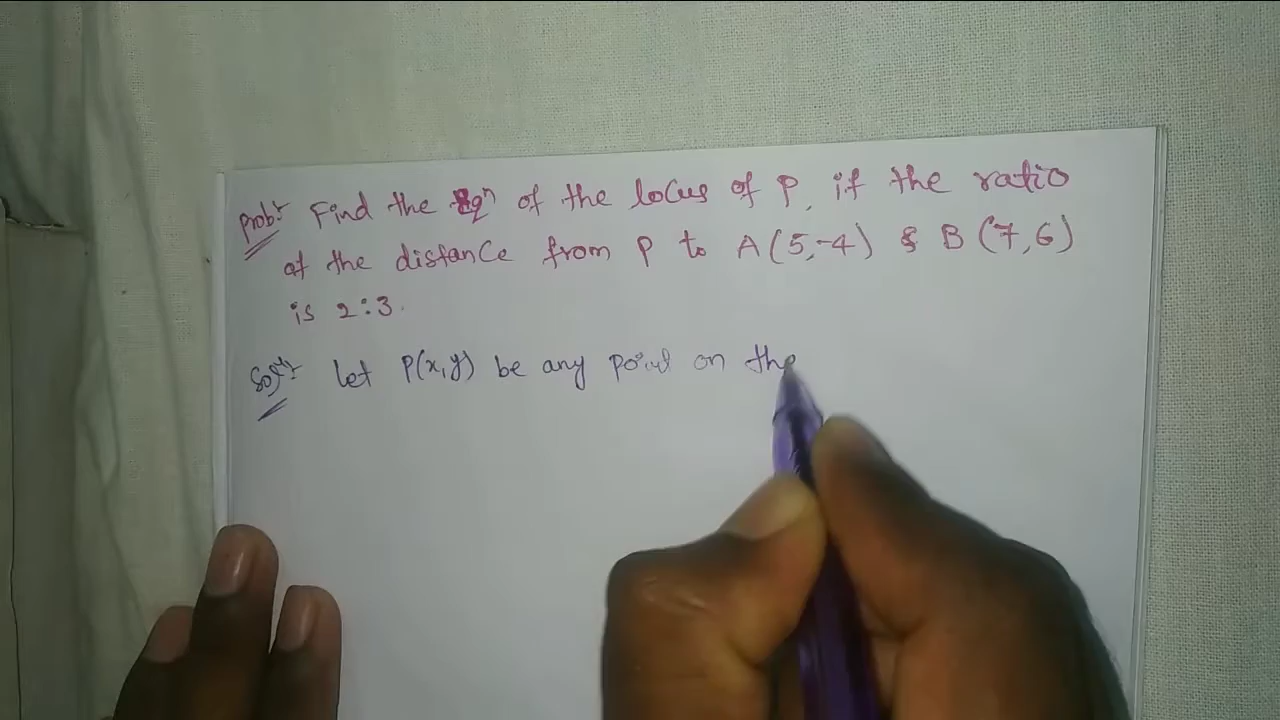 Prob:- Find the Eqn of the locus of P, if the ratio
of the distance from P to A(5,-4) & B(7,6)
is 2:3.
Sol:- Let P(x,y) be any point on the